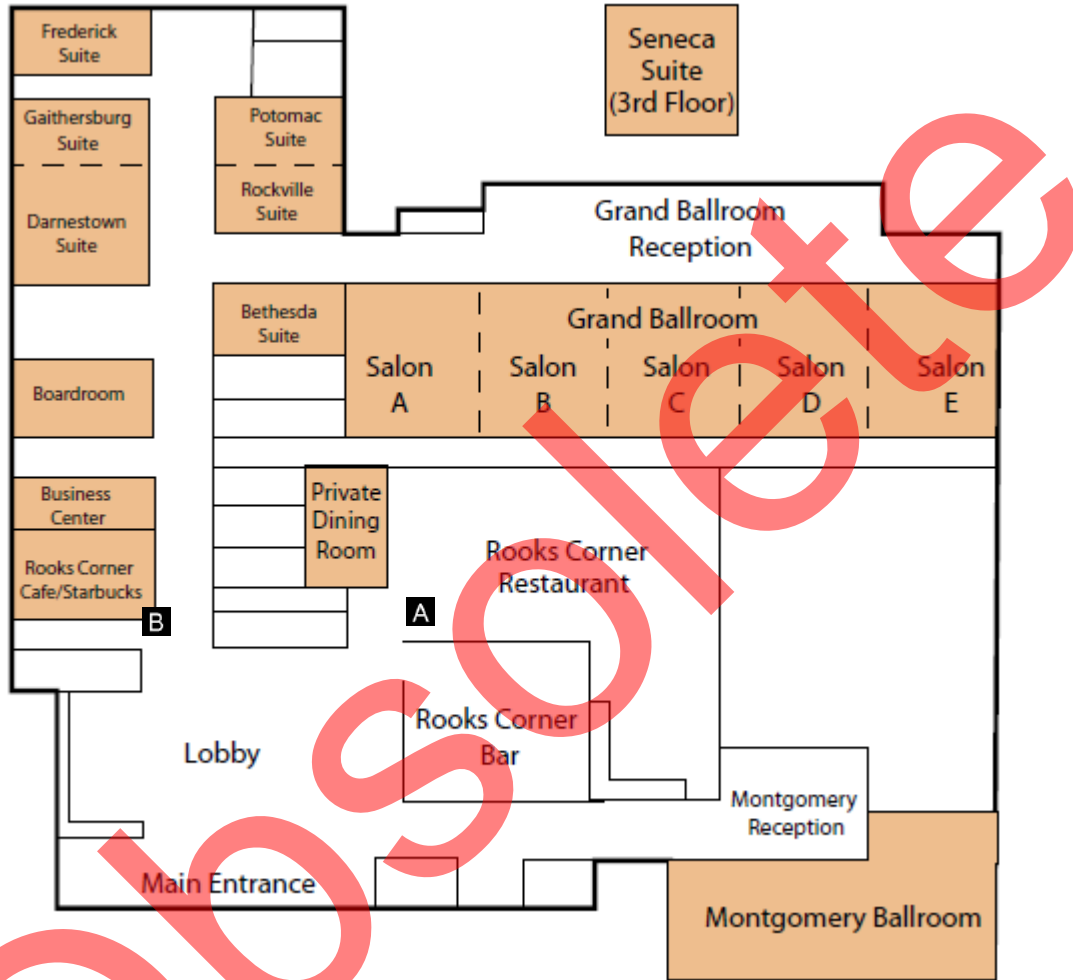 Frederick
Suite
Seneca
Suite
(3rd Floor)
Gaithersburg
Suite
Potomac
Suite
Darnestown
Suite
Rockville
Suite
Grand Ballroom
Reception
Bethesda
Suite
Grand Ballroom
Salon
A
Salon
B
Salon
C
Salon
D
Salon
E
Boardroom
Business
Center
Private
Dining
Room
Rooks Corner
Restaurant
Rooks Corner
Cafe/Starbucks
B
A
Rooks Corner
Bar
Lobby
Montgomery
Reception
Main Entrance
Montgomery Ballroom
obsolete